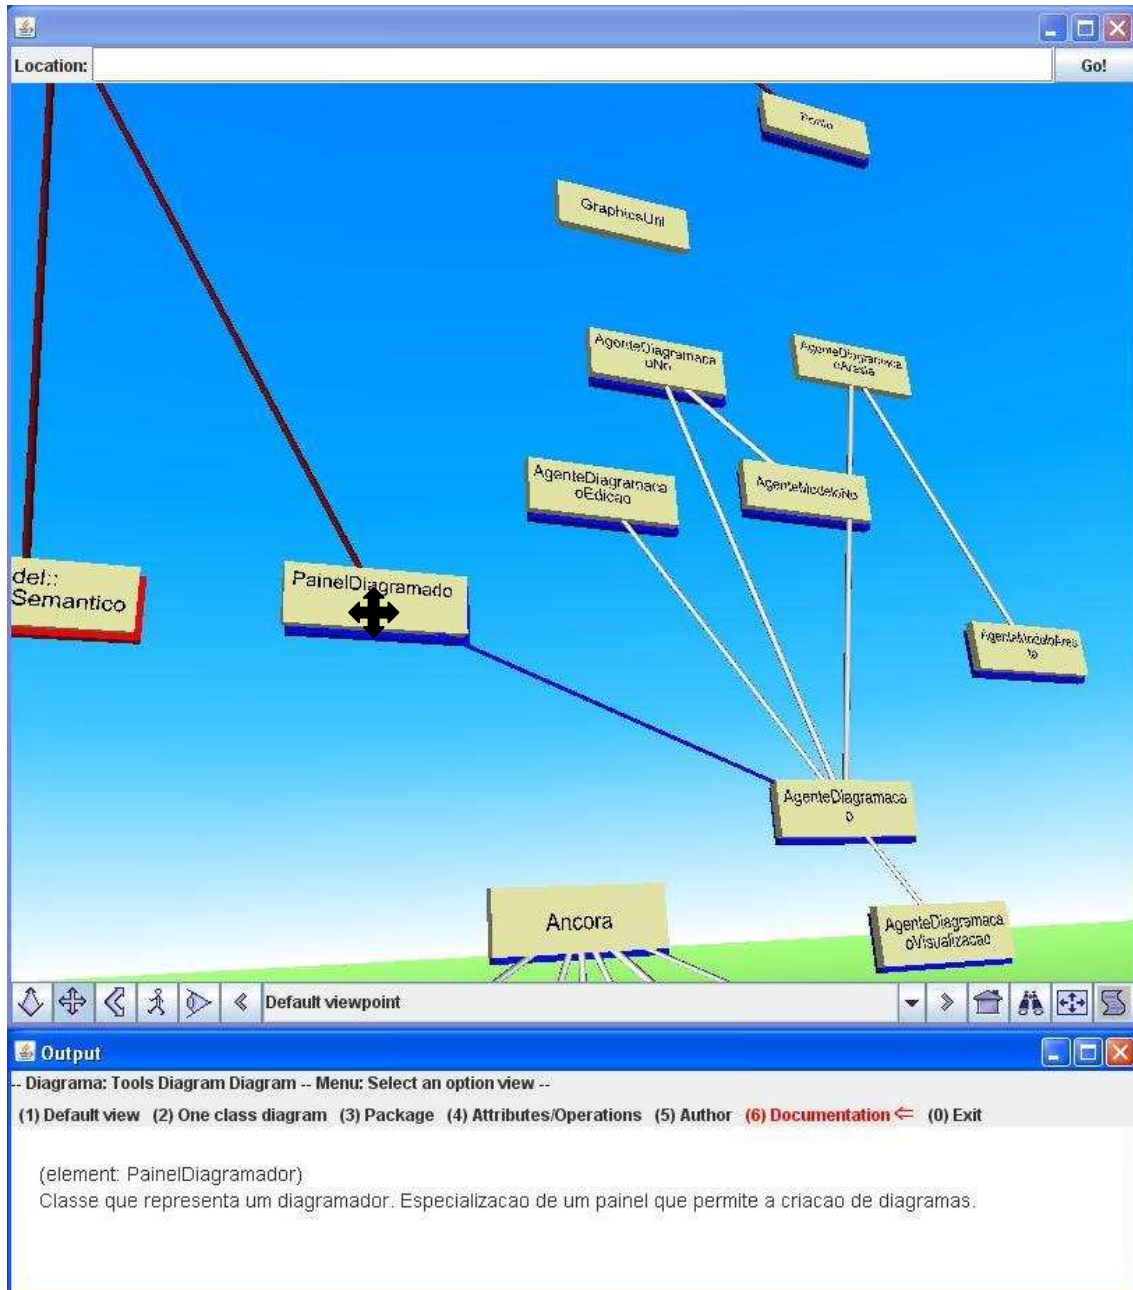 Location:
Go!
GraphicsUtil
AgenteDiagramaca
oNo
AgenteDiagramac
oAresta
AgenteDiagramaca
oEdicao
AgenteModeloNo
del::
Semantico
PainelDiagramado
AgenteModuloAres
ta
AgenteDiagramaca
o
Ancora
AgenteDiagramaca
oVisualizacao
Default viewpoint
Output
-- Diagrama: Tools Diagram Diagram -- Menu: Select an option view --
(1) Default view (2) One class diagram (3) Package (4) Attributes/Operations (5) Author (6) Documentation ⇐ (0) Exit
(element: PainelDiagramador)
Classe que representa um diagramador. Especializacao de um painel que permite a criacao de diagramas.